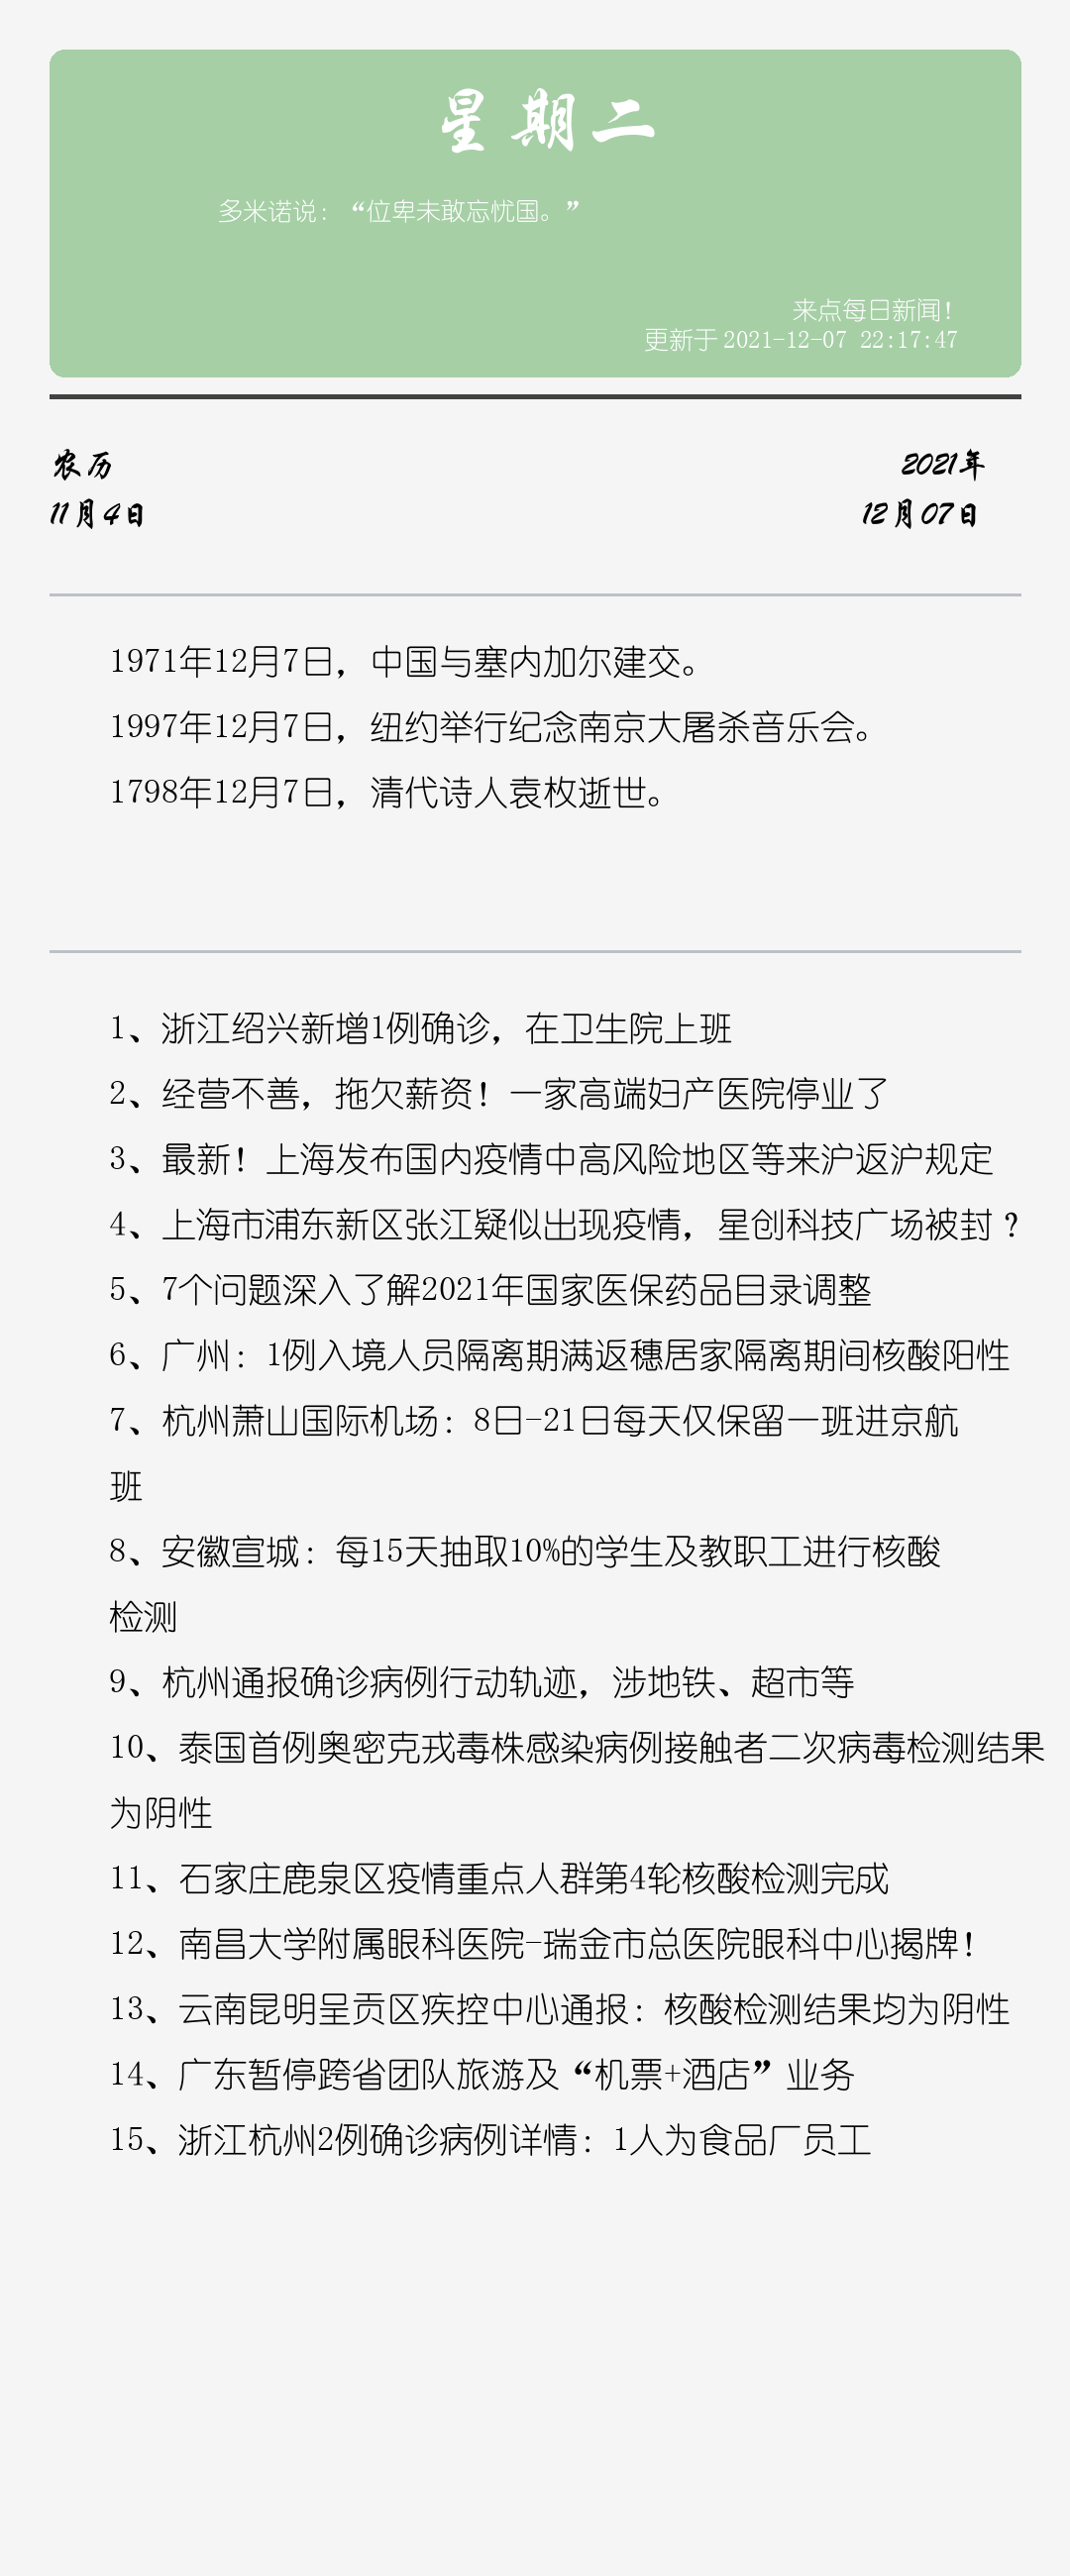 星期二
多米诺说：“位卑未敢忘忧国。”
来点每日新闻！
更新于 2021-12-07 22:17:47
农历
2021年
11月4日
12月07日
1971年12月7日，中国与塞内加尔建交。
1997年12月7日，纽约举行纪念南京大屠杀音乐会。
1798年12月7日，清代诗人袁枚逝世。
1、浙江绍兴新增1例确诊，在卫生院上班
2、经营不善，拖欠薪资！一家高端妇产医院停业了
3、最新！上海发布国内疫情中高风险地区等来沪返沪规定
4、上海市浦东新区张江疑似出现疫情，星创科技广场被封？
5、7个问题深入了解2021年国家医保药品目录调整
6、广州：1例入境人员隔离期满返穗居家隔离期间核酸阳性
7、杭州萧山国际机场：8日-21日每天仅保留一班进京航
班
8、安徽宣城：每15天抽取10%的学生及教职工进行核酸
检测
9、杭州通报确诊病例行动轨迹，涉地铁、超市等
10、泰国首例奥密克戎毒株感染病例接触者二次病毒检测结果
为阴性
11、石家庄鹿泉区疫情重点人群第4轮核酸检测完成
12、南昌大学附属眼科医院-瑞金市总医院眼科中心揭牌！
13、云南昆明呈贡区疾控中心通报：核酸检测结果均为阴性
14、广东暂停跨省团队旅游及“机票+酒店”业务
15、浙江杭州2例确诊病例详情：1人为食品厂员工